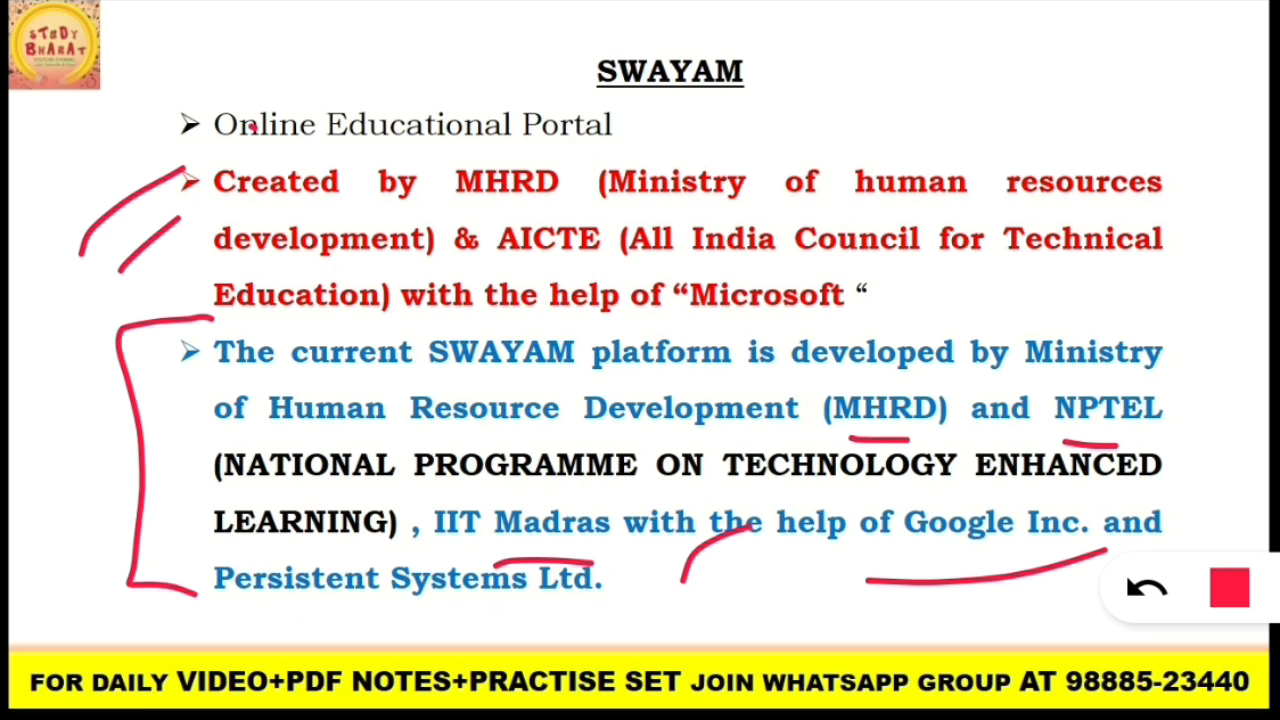 STUDY
BHARAT
SWAYAM
➢ Online Educational Portal
➢ Created by MHRD (Ministry of human resources
development) & AICTE (All India Council for Technical
Education) with the help of “Microsoft “
➢ The current SWAYAM platform is developed by Ministry
of Human Resource Development (MHRD) and NPTEL
(NATIONAL PROGRAMME ON TECHNOLOGY ENHANCED
LEARNING) , IIT Madras with the help of Google Inc. and
Persistent Systems Ltd.
FOR DAILY VIDEO+PDF NOTES+PRACTISE SET JOIN WHATSAPP GROUP AT 98885-23440